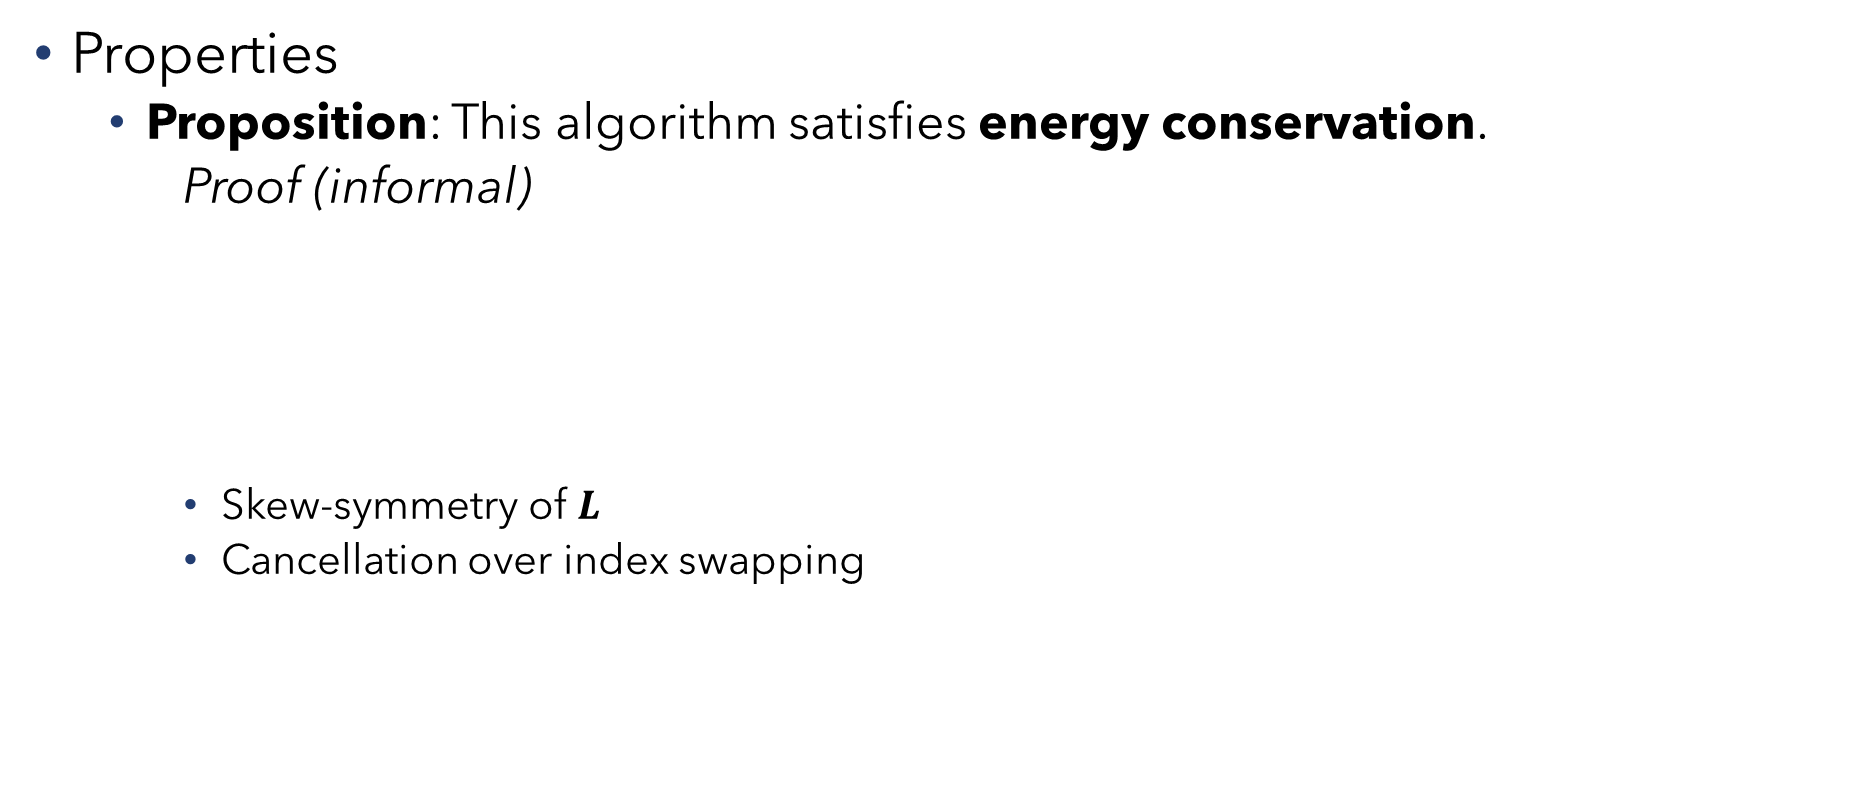 • Properties
• Proposition: This algorithm satisfies energy conservation.
Proof (informal)
• Skew-symmetry of L
• Cancellation over index swapping